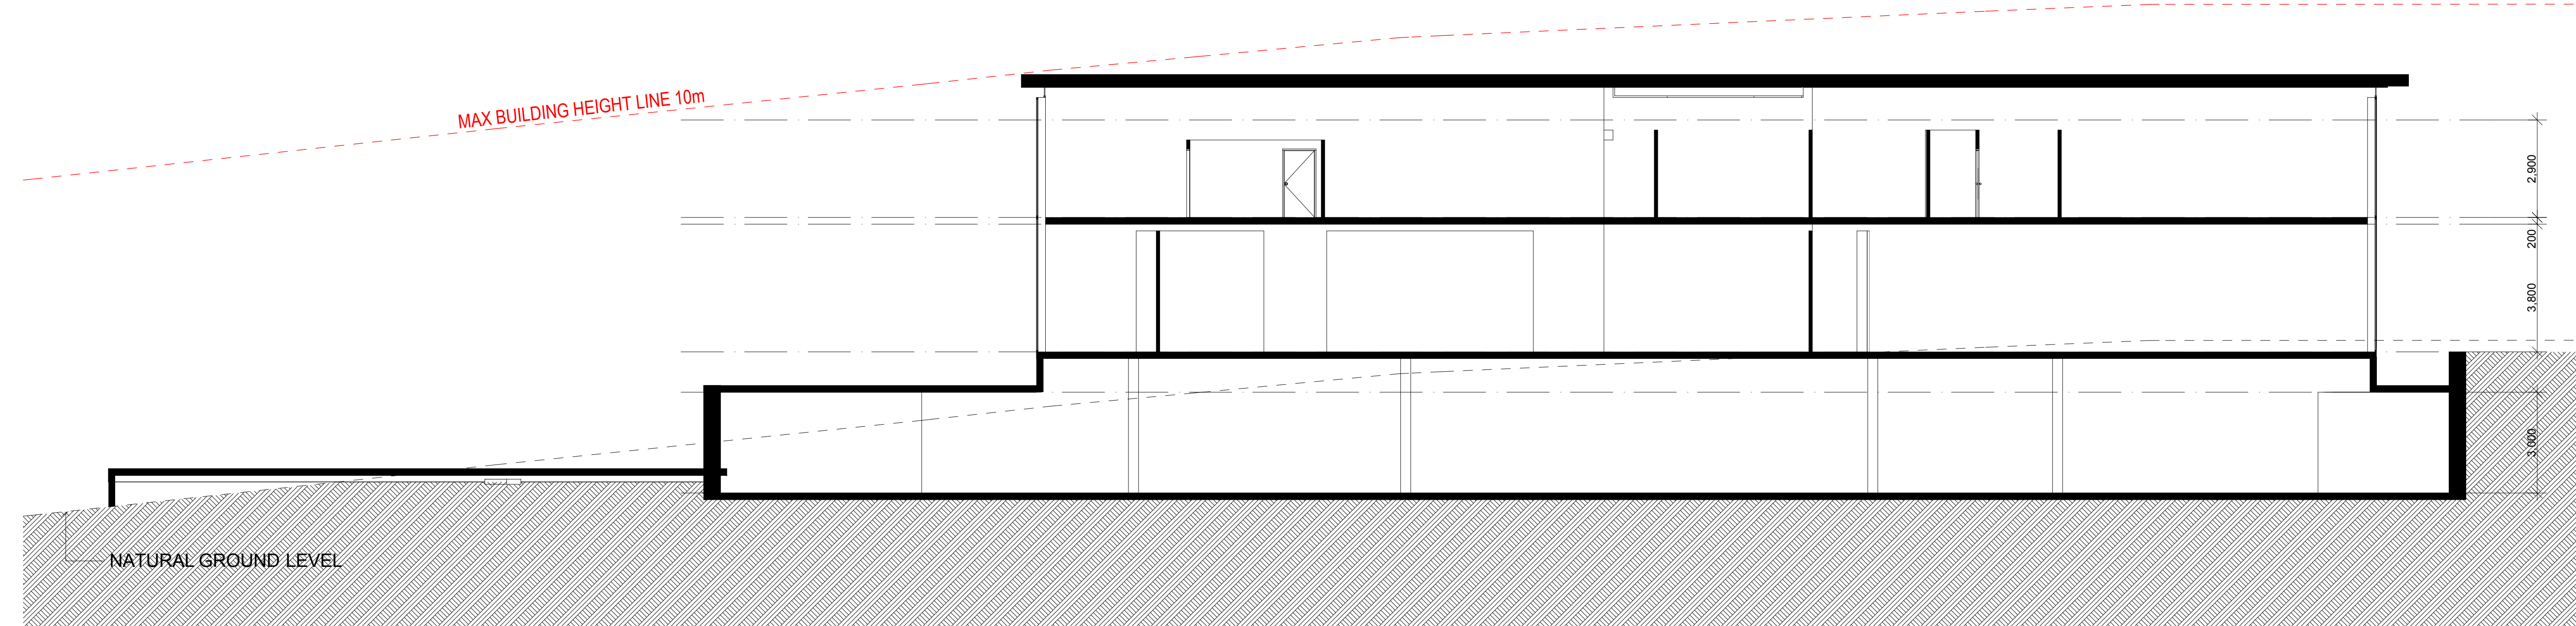 MAX BUILDING HEIGHT LINE 10m
2,900
200
3,800
3,000
NATURAL GROUND LEVEL